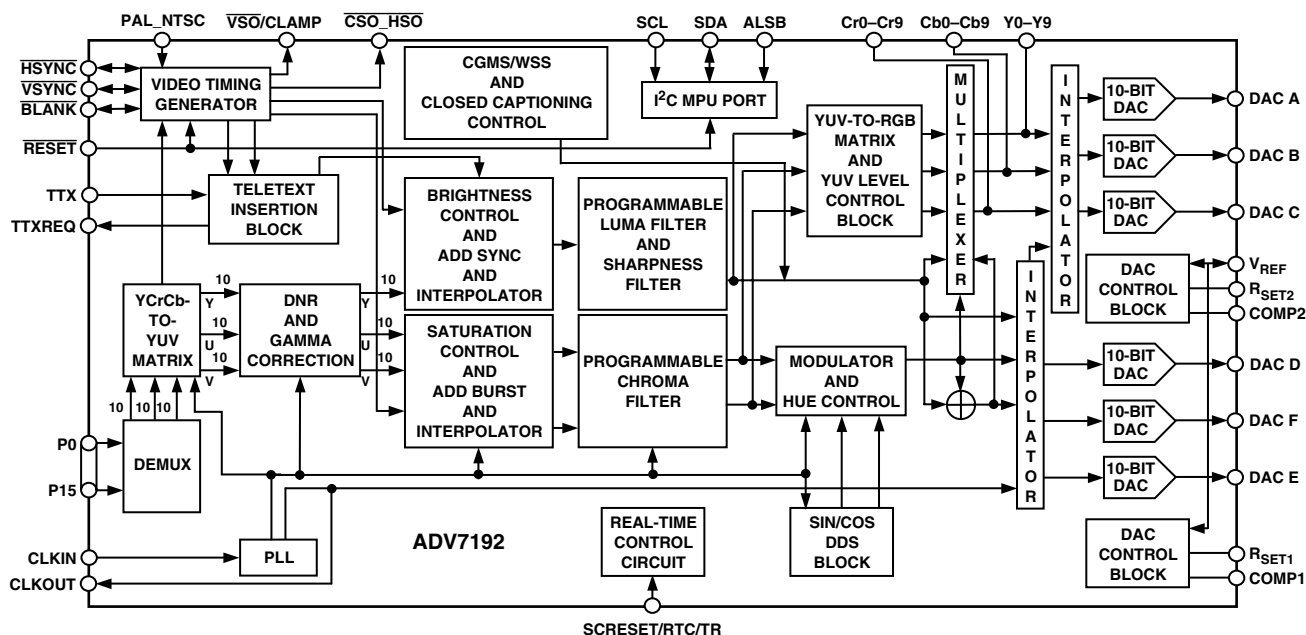 PAL_NTSC
VSO/CLAMP
CSO_HSO
SCL
SDA
ALSB
Cr0–Cr9
Cb0–Cb9
Y0–Y9
HSYNC
VSYNC
BLANK
RESET
TTX
TTXREQ
P0
P15
CLKIN
CLKOUT
VIDEO TIMING
GENERATOR
CGMS/WSS
AND
CLOSED CAPTIONING
CONTROL
I2C MPU PORT
TELETEXT
INSERTION
BLOCK
BRIGHTNESS
CONTROL
AND
ADD SYNC
AND
INTERPOLATOR
PROGRAMMABLE
LUMA FILTER
AND
SHARPNESS
FILTER
YUV-TO-RGB
MATRIX
AND
YUV LEVEL
CONTROL
BLOCK
MULTIPLEXER
INTERPOLATOR
10-BIT
DAC
DAC A
10-BIT
DAC
DAC B
10-BIT
DAC
DAC C
YCrCb-
TO-
YUV
MATRIX
10
Y
10
U
10
V
DNR
AND
GAMMA
CORRECTION
10
Y
10
U
10
V
SATURATION
CONTROL
AND
ADD BURST
AND
INTERPOLATOR
PROGRAMMABLE
CHROMA
FILTER
MODULATOR
AND
HUE CONTROL
INTERPOLATOR
DAC
CONTROL
BLOCK
VREF
RSET2
COMP2
10-BIT
DAC
DAC D
10-BIT
DAC
DAC F
10-BIT
DAC
DAC E
10
10
10
DEMUX
PLL
ADV7192
REAL-TIME
CONTROL
CIRCUIT
SIN/COS
DDS
BLOCK
DAC
CONTROL
BLOCK
RSET1
COMP1
SCRESET/RTC/TR